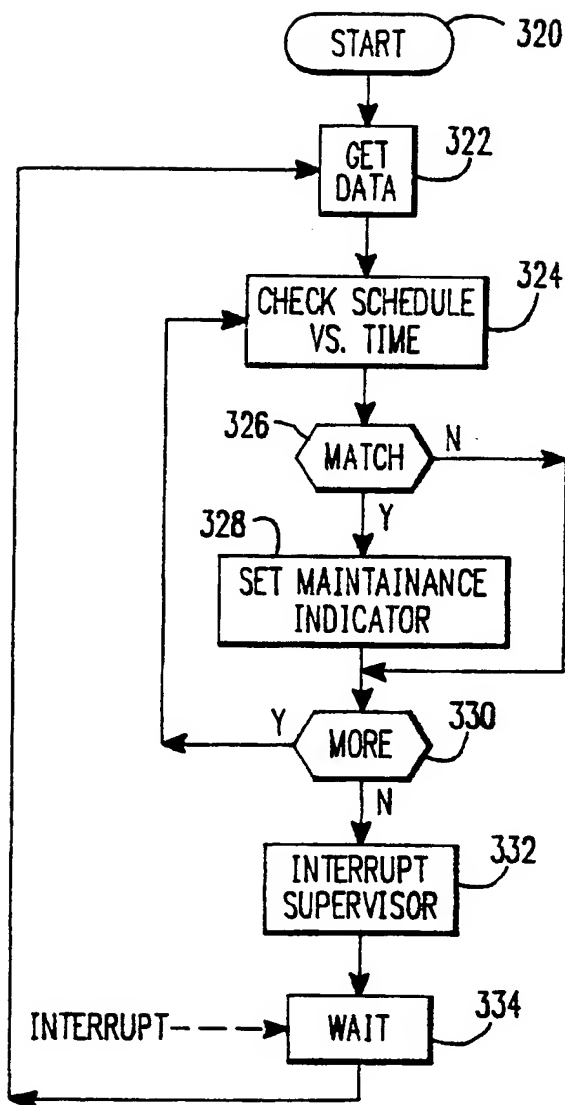 START
320
GET
DATA
322
CHECK SCHEDULE
VS. TIME
324
326
MATCH
N
Y
328
SET MAINTAINANCE
INDICATOR
Y
MORE
330
N
INTERRUPT
SUPERVISOR
332
INTERRUPT
WAIT
334